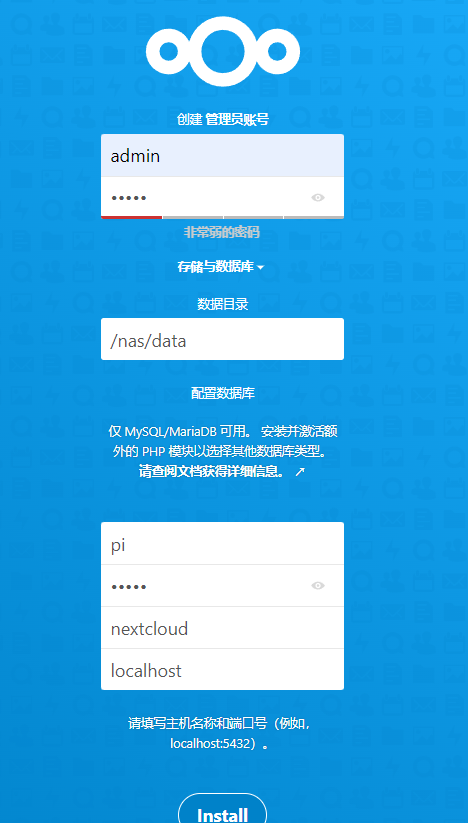 创建 管理员账号
admin
•••••
非常弱的密码
存储与数据库
数据目录
/nas/data
配置数据库
仅 MySQL/MariaDB 可用。 安装并激活额
外的 PHP 模块以选择其他数据库类型。
请查阅文档获得详细信息。 ↗
pi
•••••
nextcloud
localhost
请填写主机名称和端口号（例如，
localhost:5432）。
Install